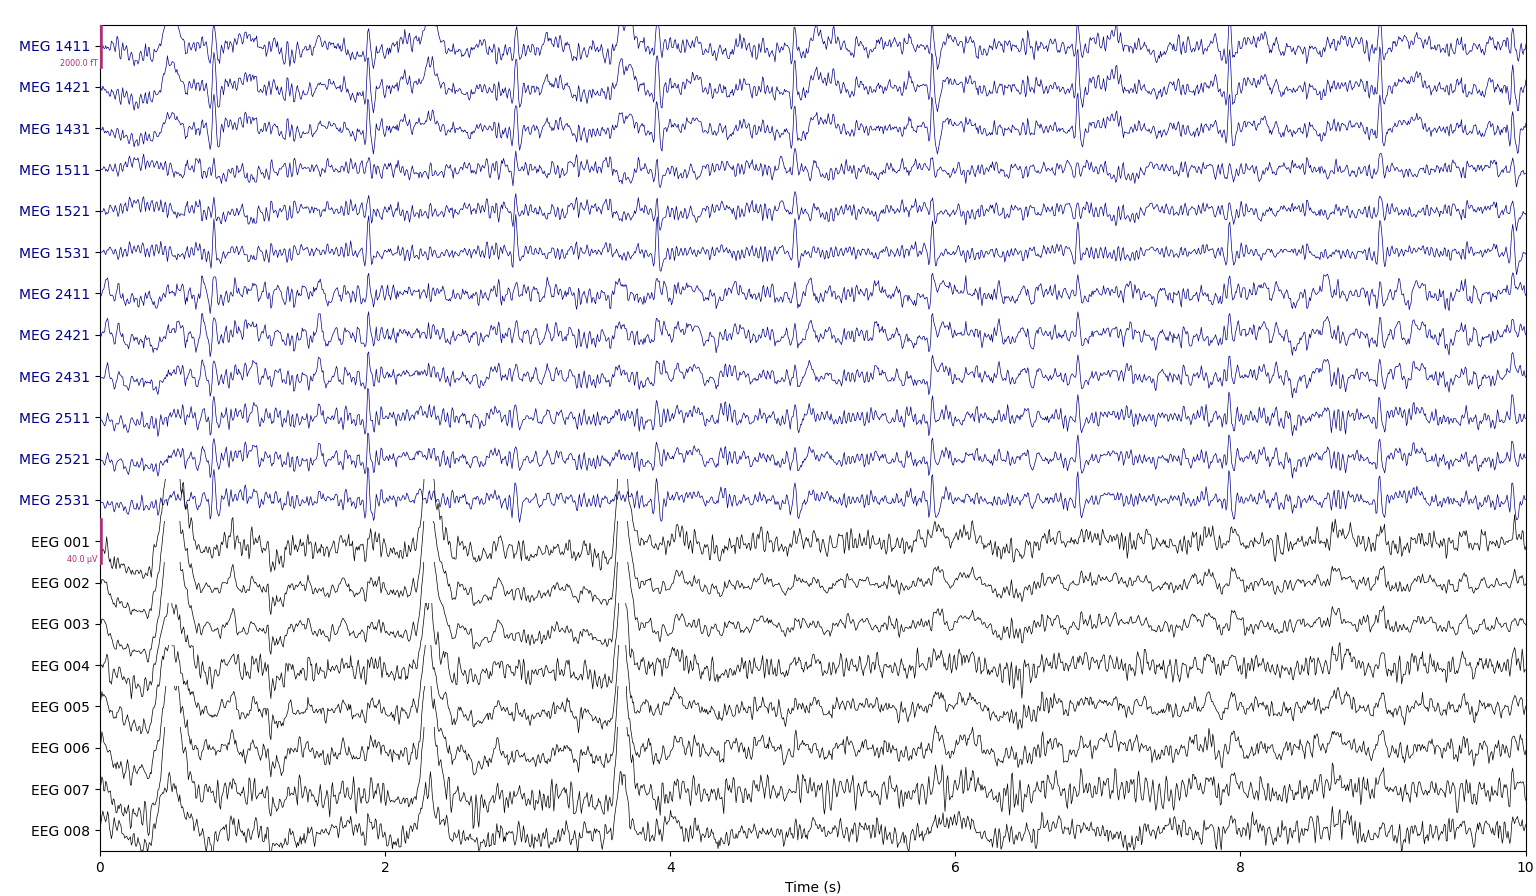 MEG 1411
2000.0 fT
MEG 1421
MEG 1431
MEG 1511
MEG 1521
MEG 1531
MEG 2411
MEG 2421
MEG 2431
MEG 2511
MEG 2521
MEG 2531
EEG 001
40.0 µV
EEG 002
EEG 003
EEG 004
EEG 005
EEG 006
EEG 007
EEG 008
0 2 4 6 8 10
Time (s)